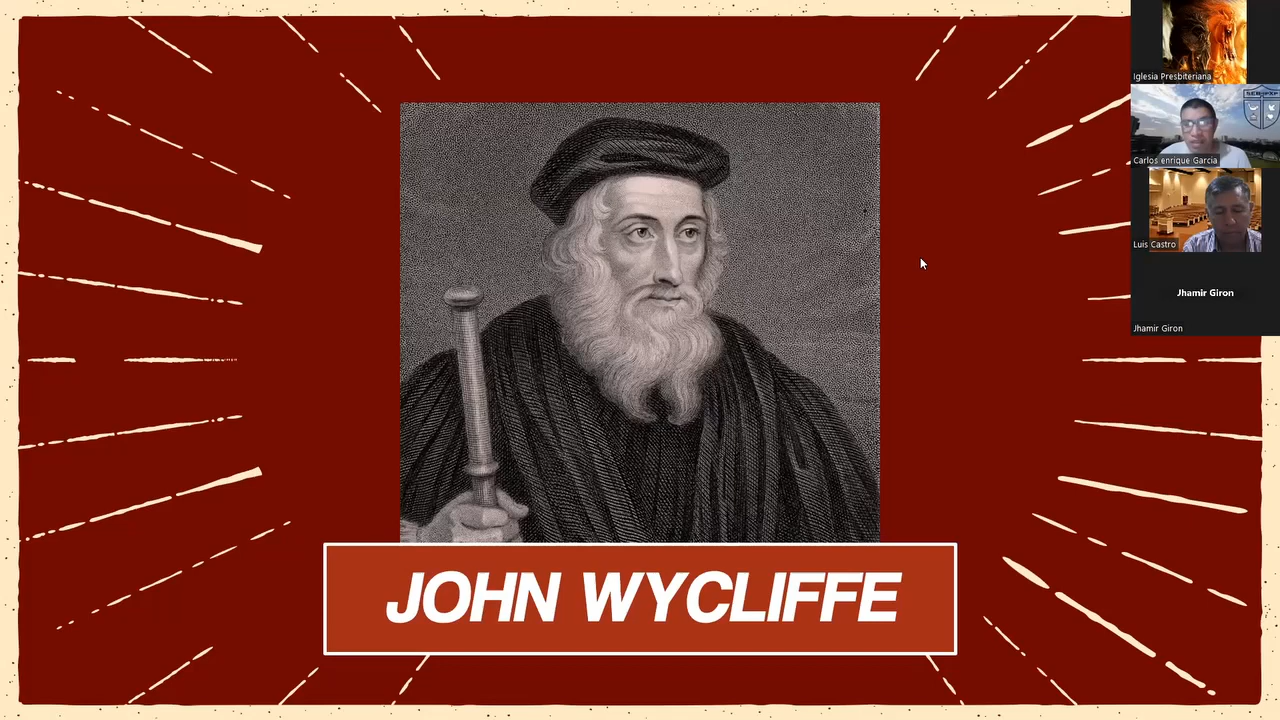 JOHN WYCLIFFE
Iglesia Presbiteriana
Carlos enrique Garcia
Luis Castro
Jhamir Giron
Jhamir Giron